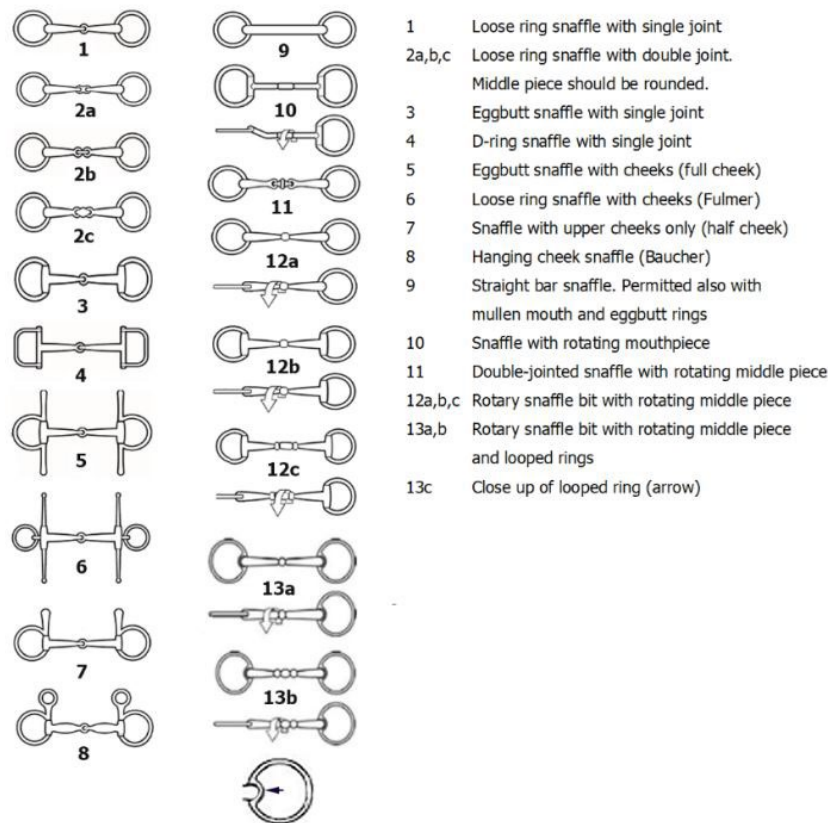 1
2a
2b
2c
3
4
5
6
7
8
9
10
11
12a
12b
12c
13a
13b
1 Loose ring snaffle with single joint
2a,b,c Loose ring snaffle with double joint.
Middle piece should be rounded.
3 Eggbutt snaffle with single joint
4 D-ring snaffle with single joint
5 Eggbutt snaffle with cheeks (full cheek)
6 Loose ring snaffle with cheeks (Fulmer)
7 Snaffle with upper cheeks only (half cheek)
8 Hanging cheek snaffle (Baucher)
9 Straight bar snaffle. Permitted also with
mullen mouth and eggbutt rings
10 Snaffle with rotating mouthpiece
11 Double-jointed snaffle with rotating middle piece
12a,b,c Rotary snaffle bit with rotating middle piece
13a,b Rotary snaffle bit with rotating middle piece
and looped rings
13c Close up of looped ring (arrow)